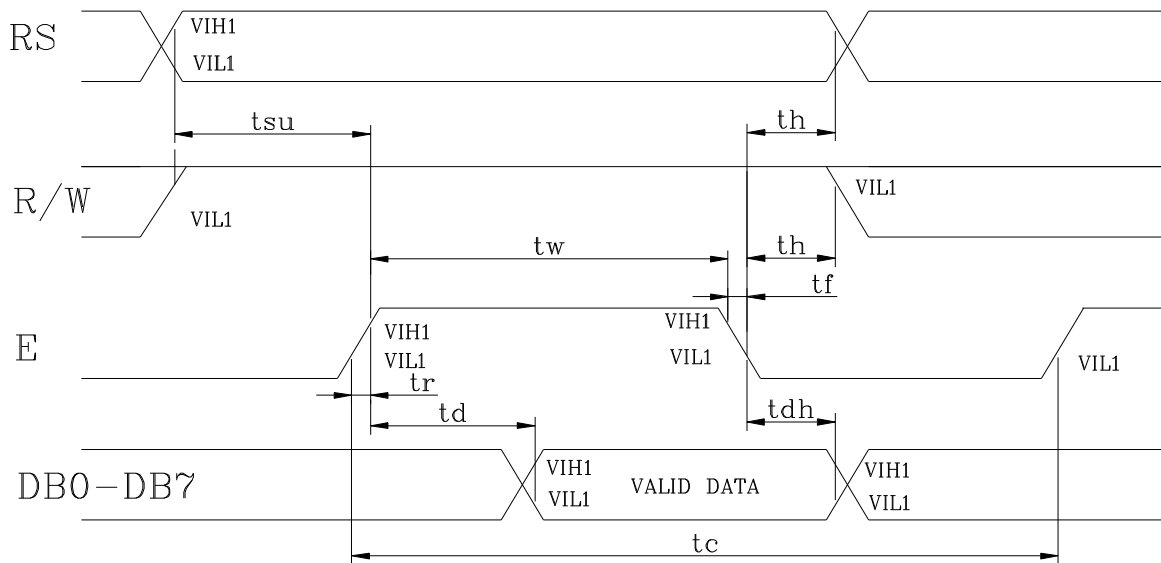 RS
VIH1
VIL1
tsu
th
R/W
VIL1
VIL1
tw
th
tf
E
VIH1
VIL1
VIH1
VIL1
VIL1
tr
td
tdh
DB0-DB7
VIH1
VIL1
VALID DATA
VIH1
VIL1
tc